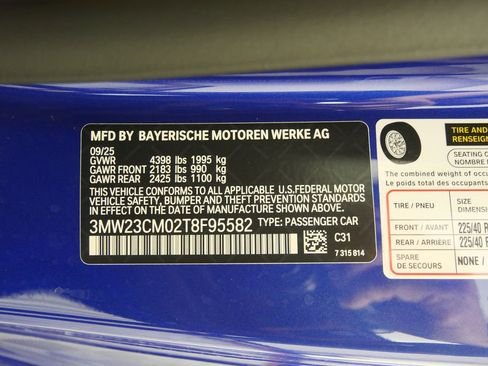 MFD BY BAYERISCHE MOTOREN WERKE AG
09/25
GVWR 4398 lbs 1995 kg
GAWR FRONT 2183 lbs 990 kg
GAWR REAR 2425 lbs 1100 kg
THIS VEHICLE CONFORMS TO ALL APPLICABLE U.S.FEDERAL MOTOR
VEHICLE SAFETY, BUMPER AND THEFT PREVENTION STANDARDS
IN EFFECT ON THE DATE OF MANUFACTURE SHOWN ABOVE.
3MW23CM02T8F95582 TYPE: PASSENGER CAR
C31
7 315 814
TIRE AND
RENSEIGN
SEATING
NOMBRE
The combined weight of occu
Le poids total des occupants
TIRE / PNEU
SIZE
DIMENSI
FRONT / AVANT 225/40 R
REAR / ARRIÈRE 225/40
SPARE
DE SECOURS
NONE